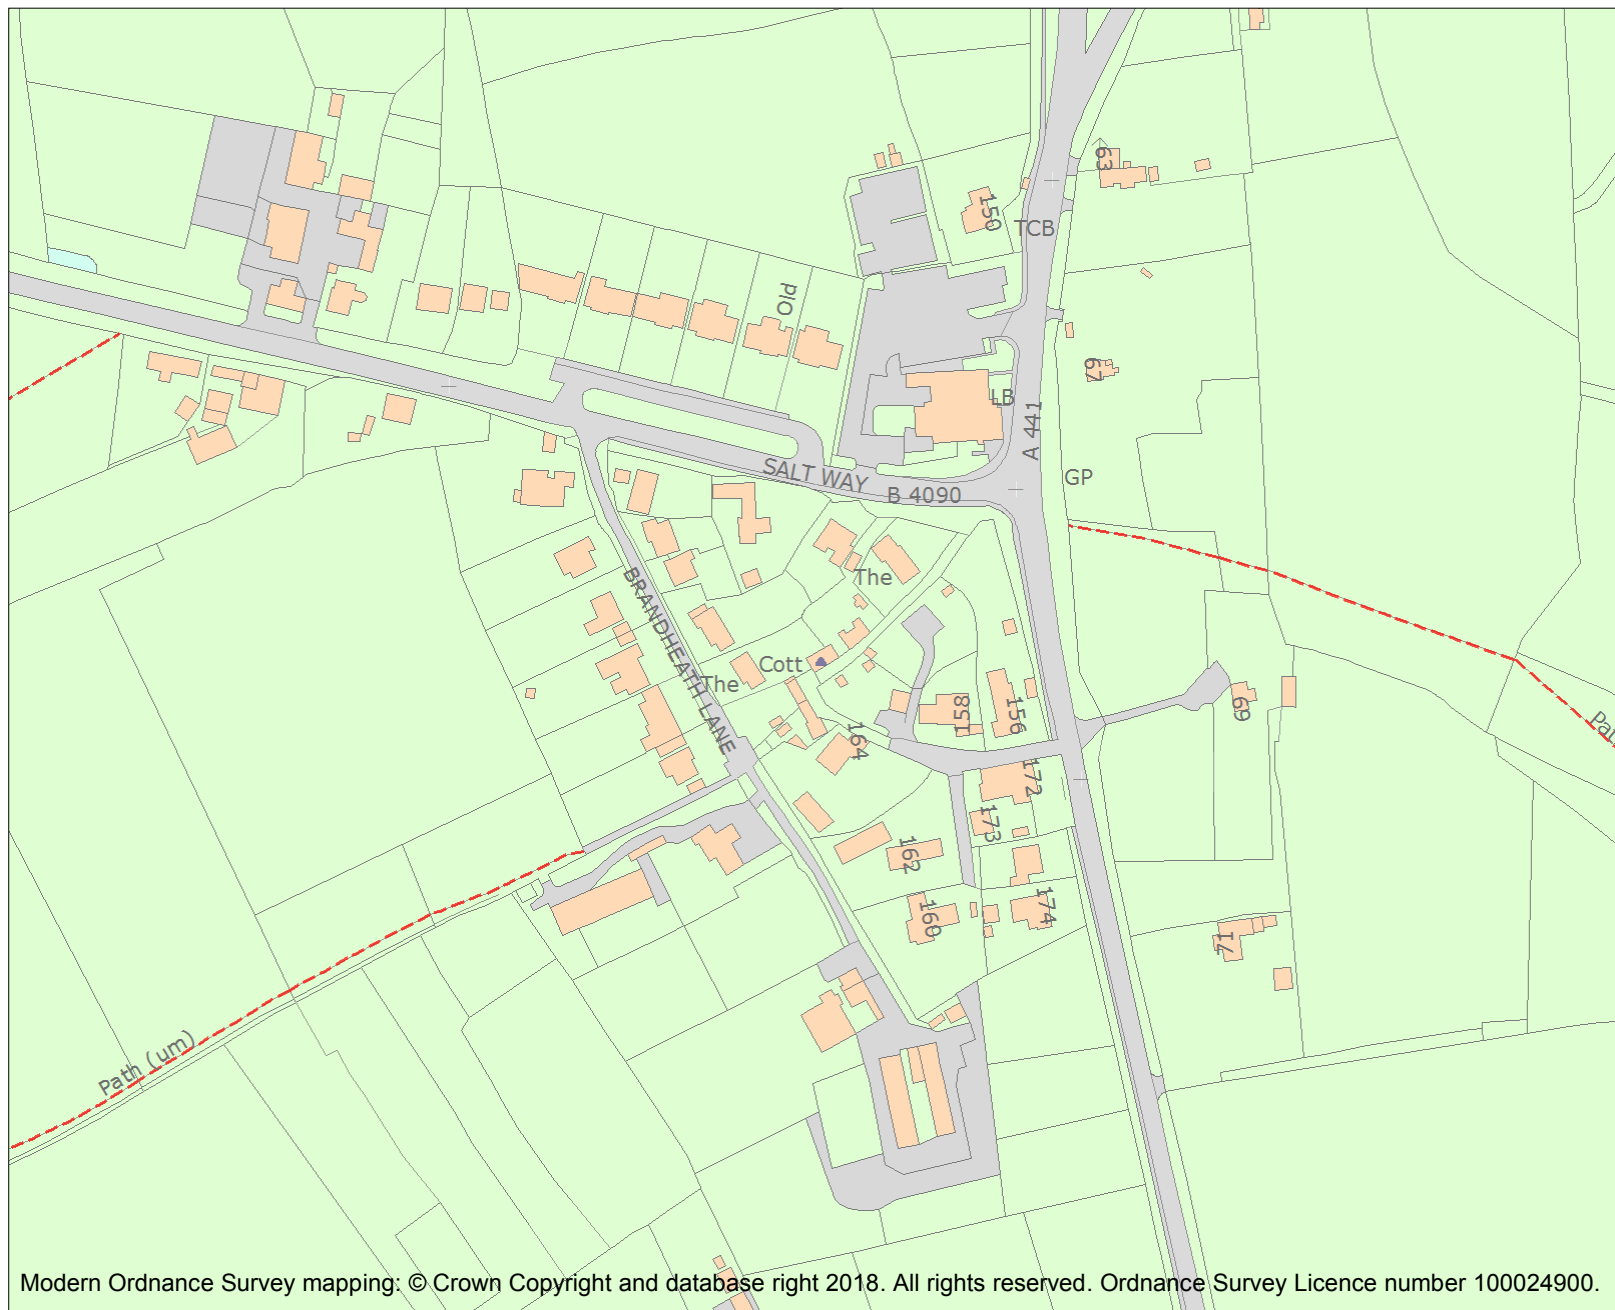 63
150
TCB
Old
67
LB
A 441
SALT WAY
B 4090
GP
The
BRANDHEATH LANE
Cott
The
158
156
69
164
172
173
162
174
160
71
Path (um)
Modern Ordnance Survey mapping: © Crown Copyright and database right 2018. All rights reserved. Ordnance Survey Licence number 100024900.